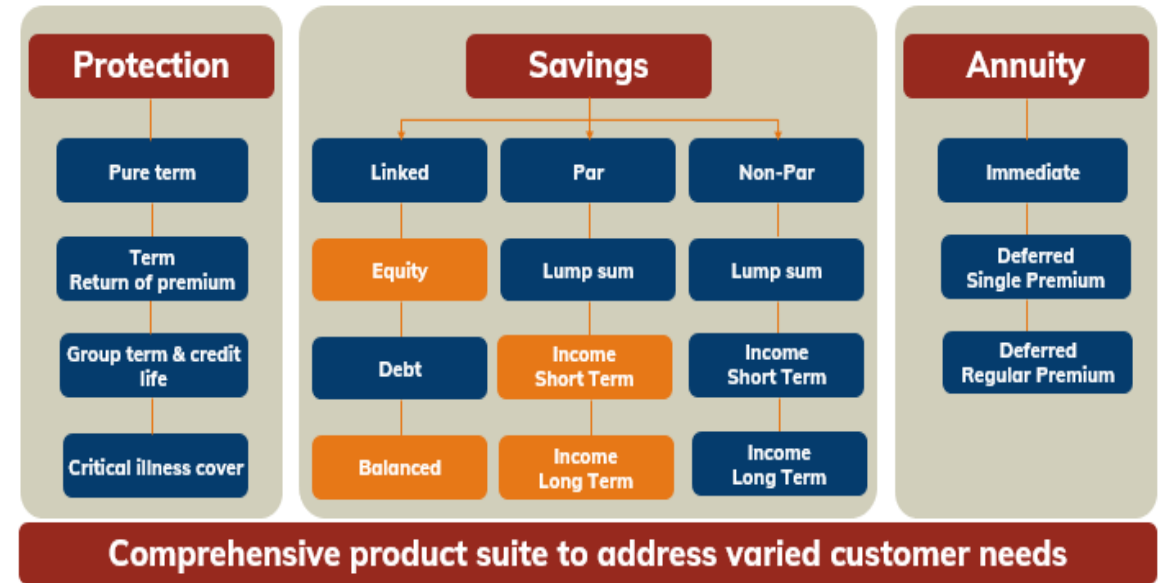 Protection
Pure term
Term
Return of premium
Group term & credit
life
Critical illness cover
Savings
Linked
Equity
Debt
Balanced
Par
Lump sum
Income
Short Term
Income
Long Term
Non-Par
Lump sum
Income
Short Term
Income
Long Term
Annuity
Immediate
Deferred
Single Premium
Deferred
Regular Premium
Comprehensive product suite to address varied customer needs